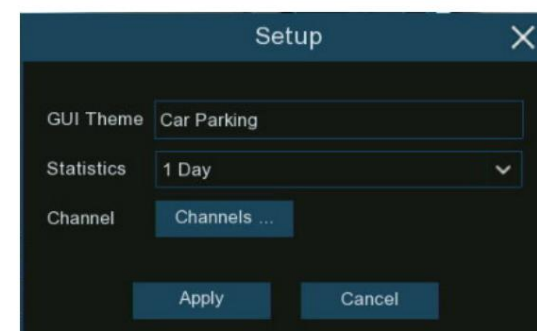 Setup
GUI Theme Car Parking
Statistics 1 Day
Channel Channels ...
Apply Cancel